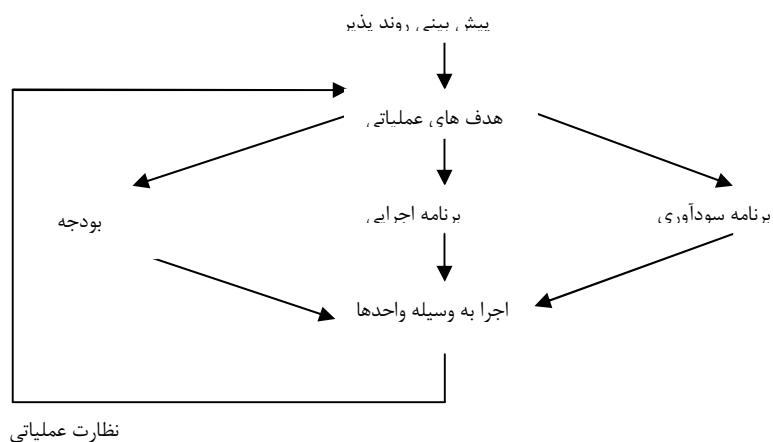 پیش بینی روند پذیر
هدف های عملیاتی
برنامه سودآوری
برنامه اجرایی
بودجه
اجرا به وسیله واحدها
نظارت عملیاتی